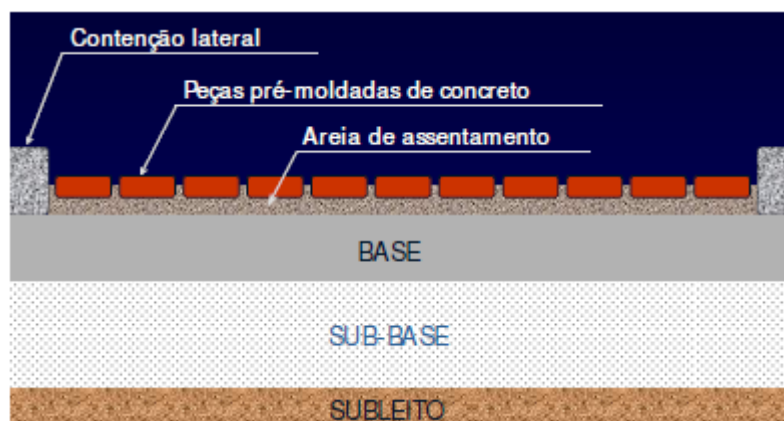 Contenção lateral
Peças pré-moldadas de concreto
Areia de assentamento
BASE
SUB-BASE
SUBLEITO